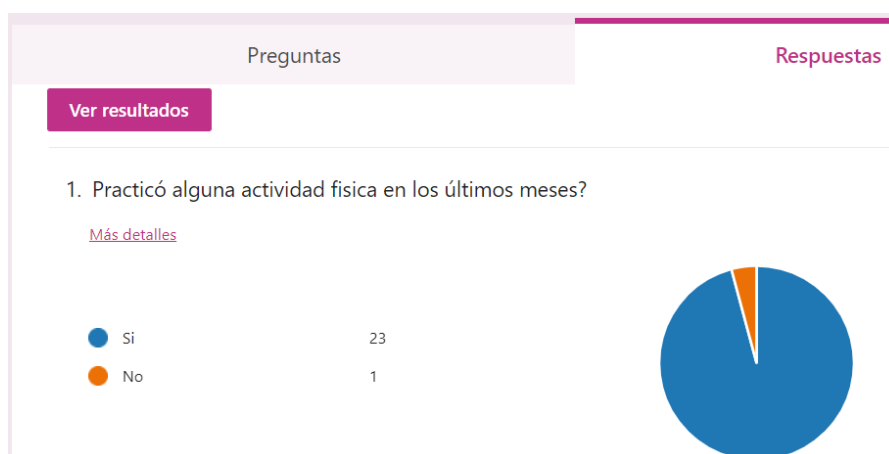 Preguntas
Respuestas
Ver resultados
1. Practicó alguna actividad fisica en los últimos meses?
Más detalles
Si 23
No 1